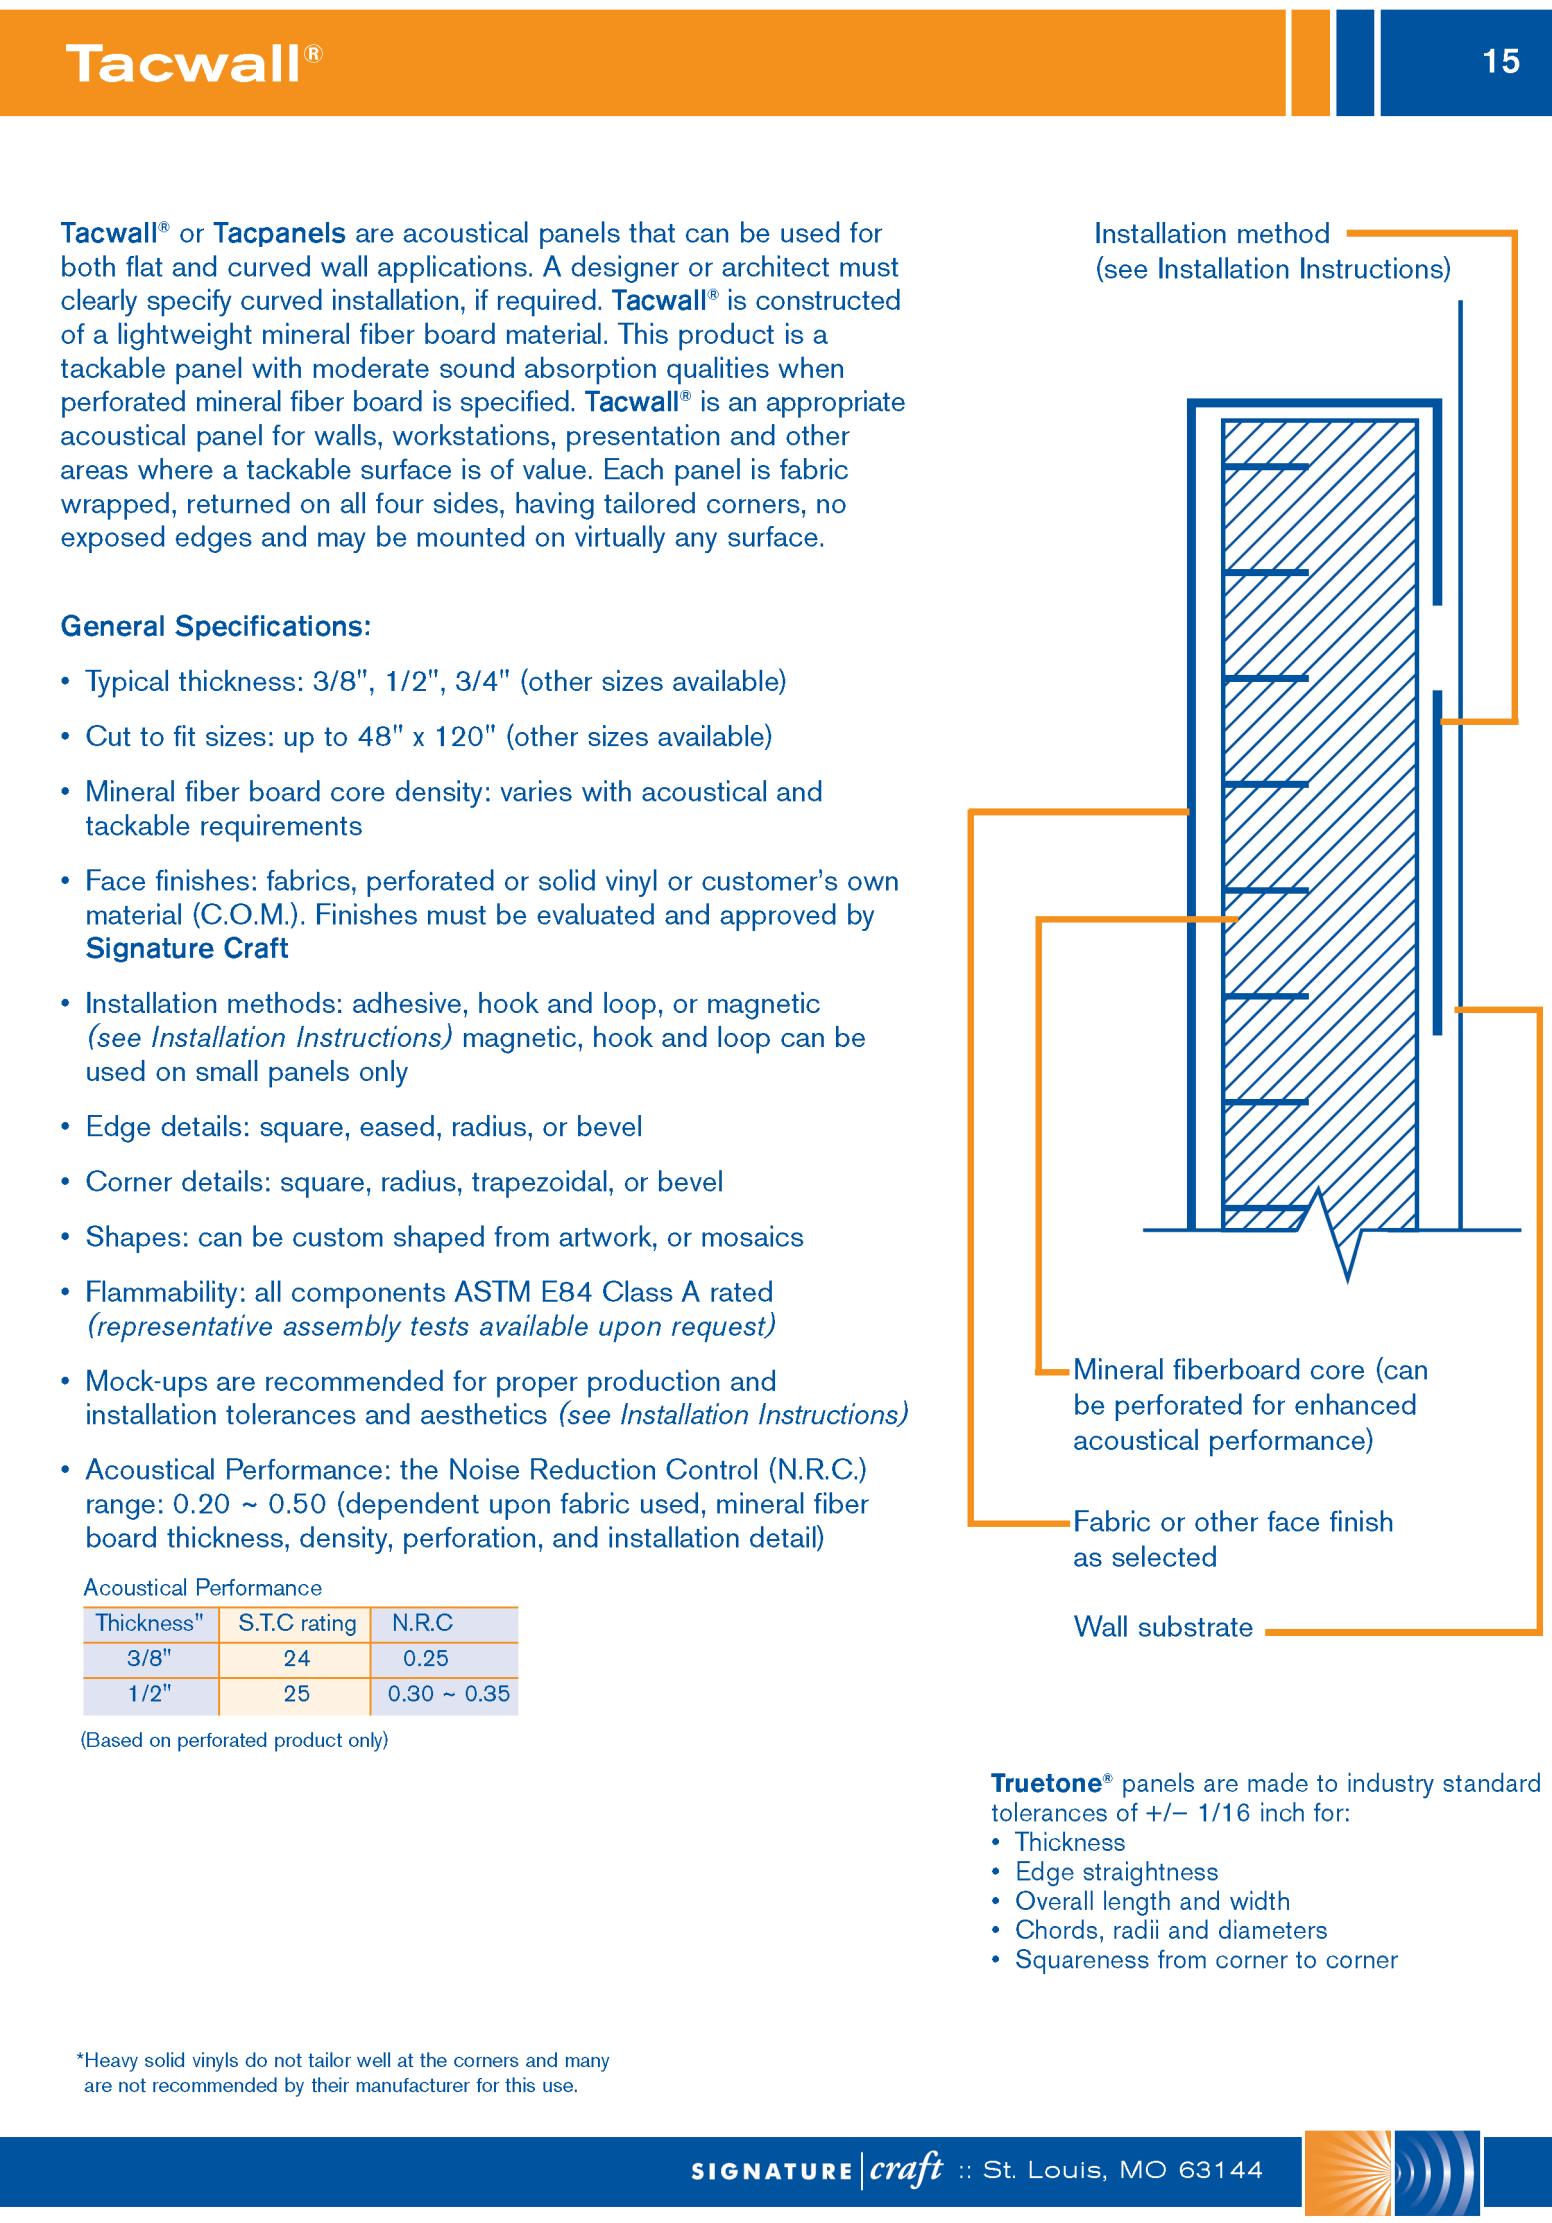 Tacwall®
15
Tacwall® or Tacpanels are acoustical panels that can be used for
both flat and curved wall applications. A designer or architect must
clearly specify curved installation, if required. Tacwall® is constructed
of a lightweight mineral fiber board material. This product is a
tackable panel with moderate sound absorption qualities when
perforated mineral fiber board is specified. Tacwall® is an appropriate
acoustical panel for walls, workstations, presentation and other
areas where a tackable surface is of value. Each panel is fabric
wrapped, returned on all four sides, having tailored corners, no
exposed edges and may be mounted on virtually any surface.
General Specifications:
• Typical thickness: 3/8", 1/2", 3/4" (other sizes available)
• Cut to fit sizes: up to 48" x 120" (other sizes available)
• Mineral fiber board core density: varies with acoustical and
tackable requirements
• Face finishes: fabrics, perforated or solid vinyl or customer's own
material (C.O.M.). Finishes must be evaluated and approved by
Signature Craft
• Installation methods: adhesive, hook and loop, or magnetic
(see Installation Instructions) magnetic, hook and loop can be
used on small panels only
• Edge details: square, eased, radius, or bevel
• Corner details: square, radius, trapezoidal, or bevel
• Shapes: can be custom shaped from artwork, or mosaics
• Flammability: all components ASTM E84 Class A rated
(representative assembly tests available upon request)
• Mock-ups are recommended for proper production and
installation tolerances and aesthetics (see Installation Instructions)
• Acoustical Performance: the Noise Reduction Control (N.R.C.)
range: 0.20 ~ 0.50 (dependent upon fabric used, mineral fiber
board thickness, density, perforation, and installation detail)
Acoustical Performance
Thickness" S.T.C rating N.R.C
3/8" 24 0.25
1/2" 25 0.30 ~ 0.35
(Based on perforated product only)
Installation method
(see Installation Instructions)
Mineral fiberboard core (can
be perforated for enhanced
acoustical performance)
Fabric or other face finish
as selected
Wall substrate
Truetone® panels are made to industry standard
tolerances of +/– 1/16 inch for:
• Thickness
• Edge straightness
• Overall length and width
• Chords, radii and diameters
• Squareness from corner to corner
*Heavy solid vinyls do not tailor well at the corners and many
are not recommended by their manufacturer for this use.
SIGNATURE craft :: St. Louis, MO 63144